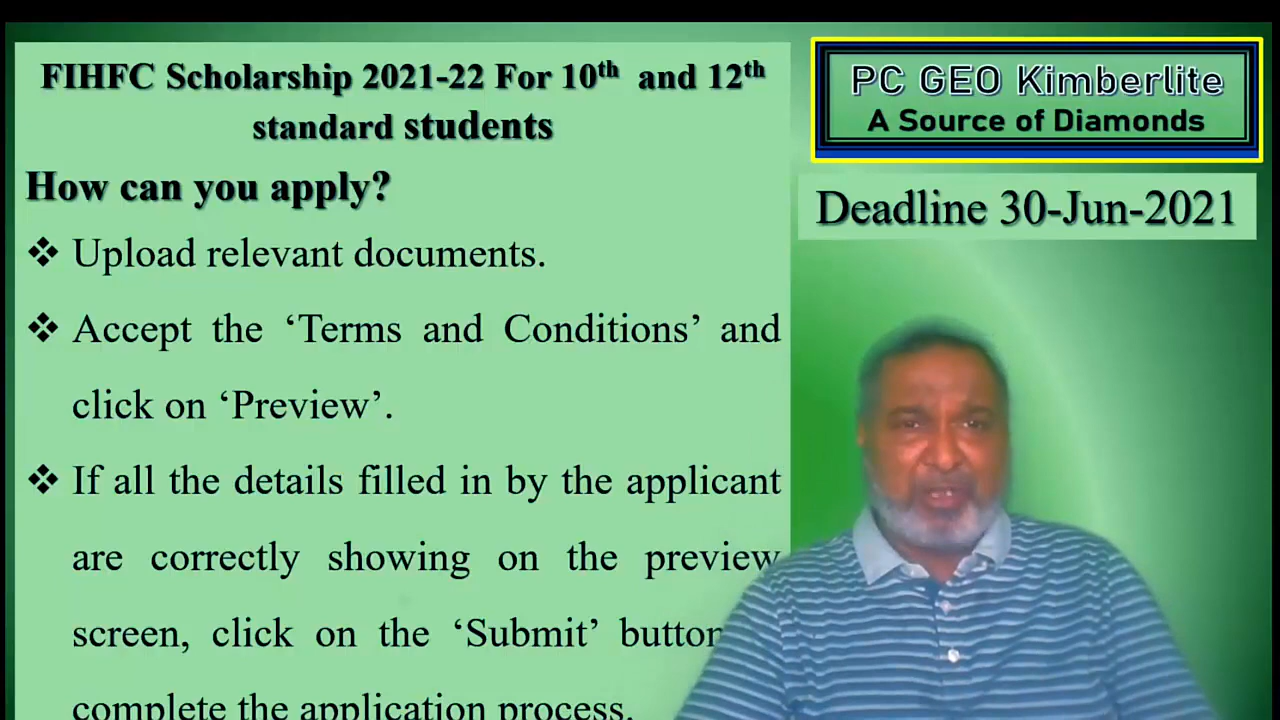 FIHFC Scholarship 2021-22 For 10th and 12th
standard students
How can you apply?
❖ Upload relevant documents.
❖ Accept the ‘Terms and Conditions’ and
click on ‘Preview’.
❖ If all the details filled in by the applicant
are correctly showing on the preview
screen, click on the ‘Submit’ button
complete the application process.
PC GEO Kimberlite
A Source of Diamonds
Deadline 30-Jun-2021